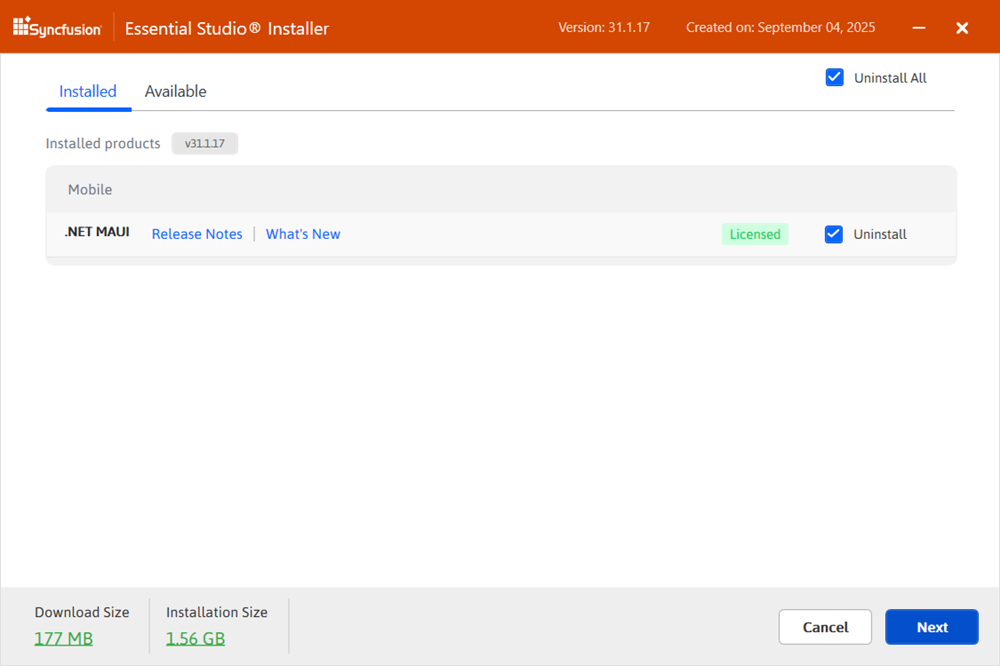 Syncfusion Essential Studio® Installer Version: 31.1.17 Created on: September 04, 2025
Installed Available Uninstall All
Installed products v31.1.17
Mobile
.NET MAUI Release Notes | What's New Licensed Uninstall
Download Size Installation Size
177 MB 1.56 GB
Cancel Next